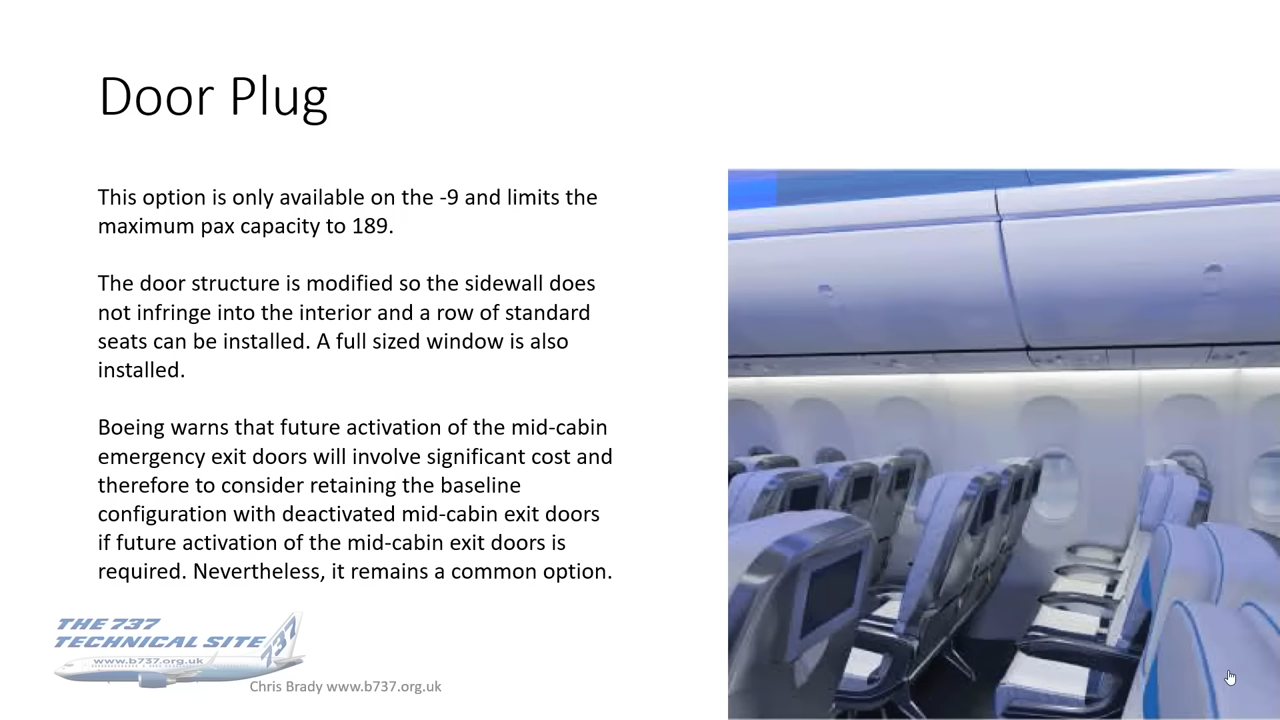 Door Plug
This option is only available on the -9 and limits the
maximum pax capacity to 189.
The door structure is modified so the sidewall does
not infringe into the interior and a row of standard
seats can be installed. A full sized window is also
installed.
Boeing warns that future activation of the mid-cabin
emergency exit doors will involve significant cost and
therefore to consider retaining the baseline
configuration with deactivated mid-cabin exit doors
if future activation of the mid-cabin exit doors is
required. Nevertheless, it remains a common option.
THE 737
TECHNICAL SITE
737
www.b737.org.uk
Chris Brady www.b737.org.uk